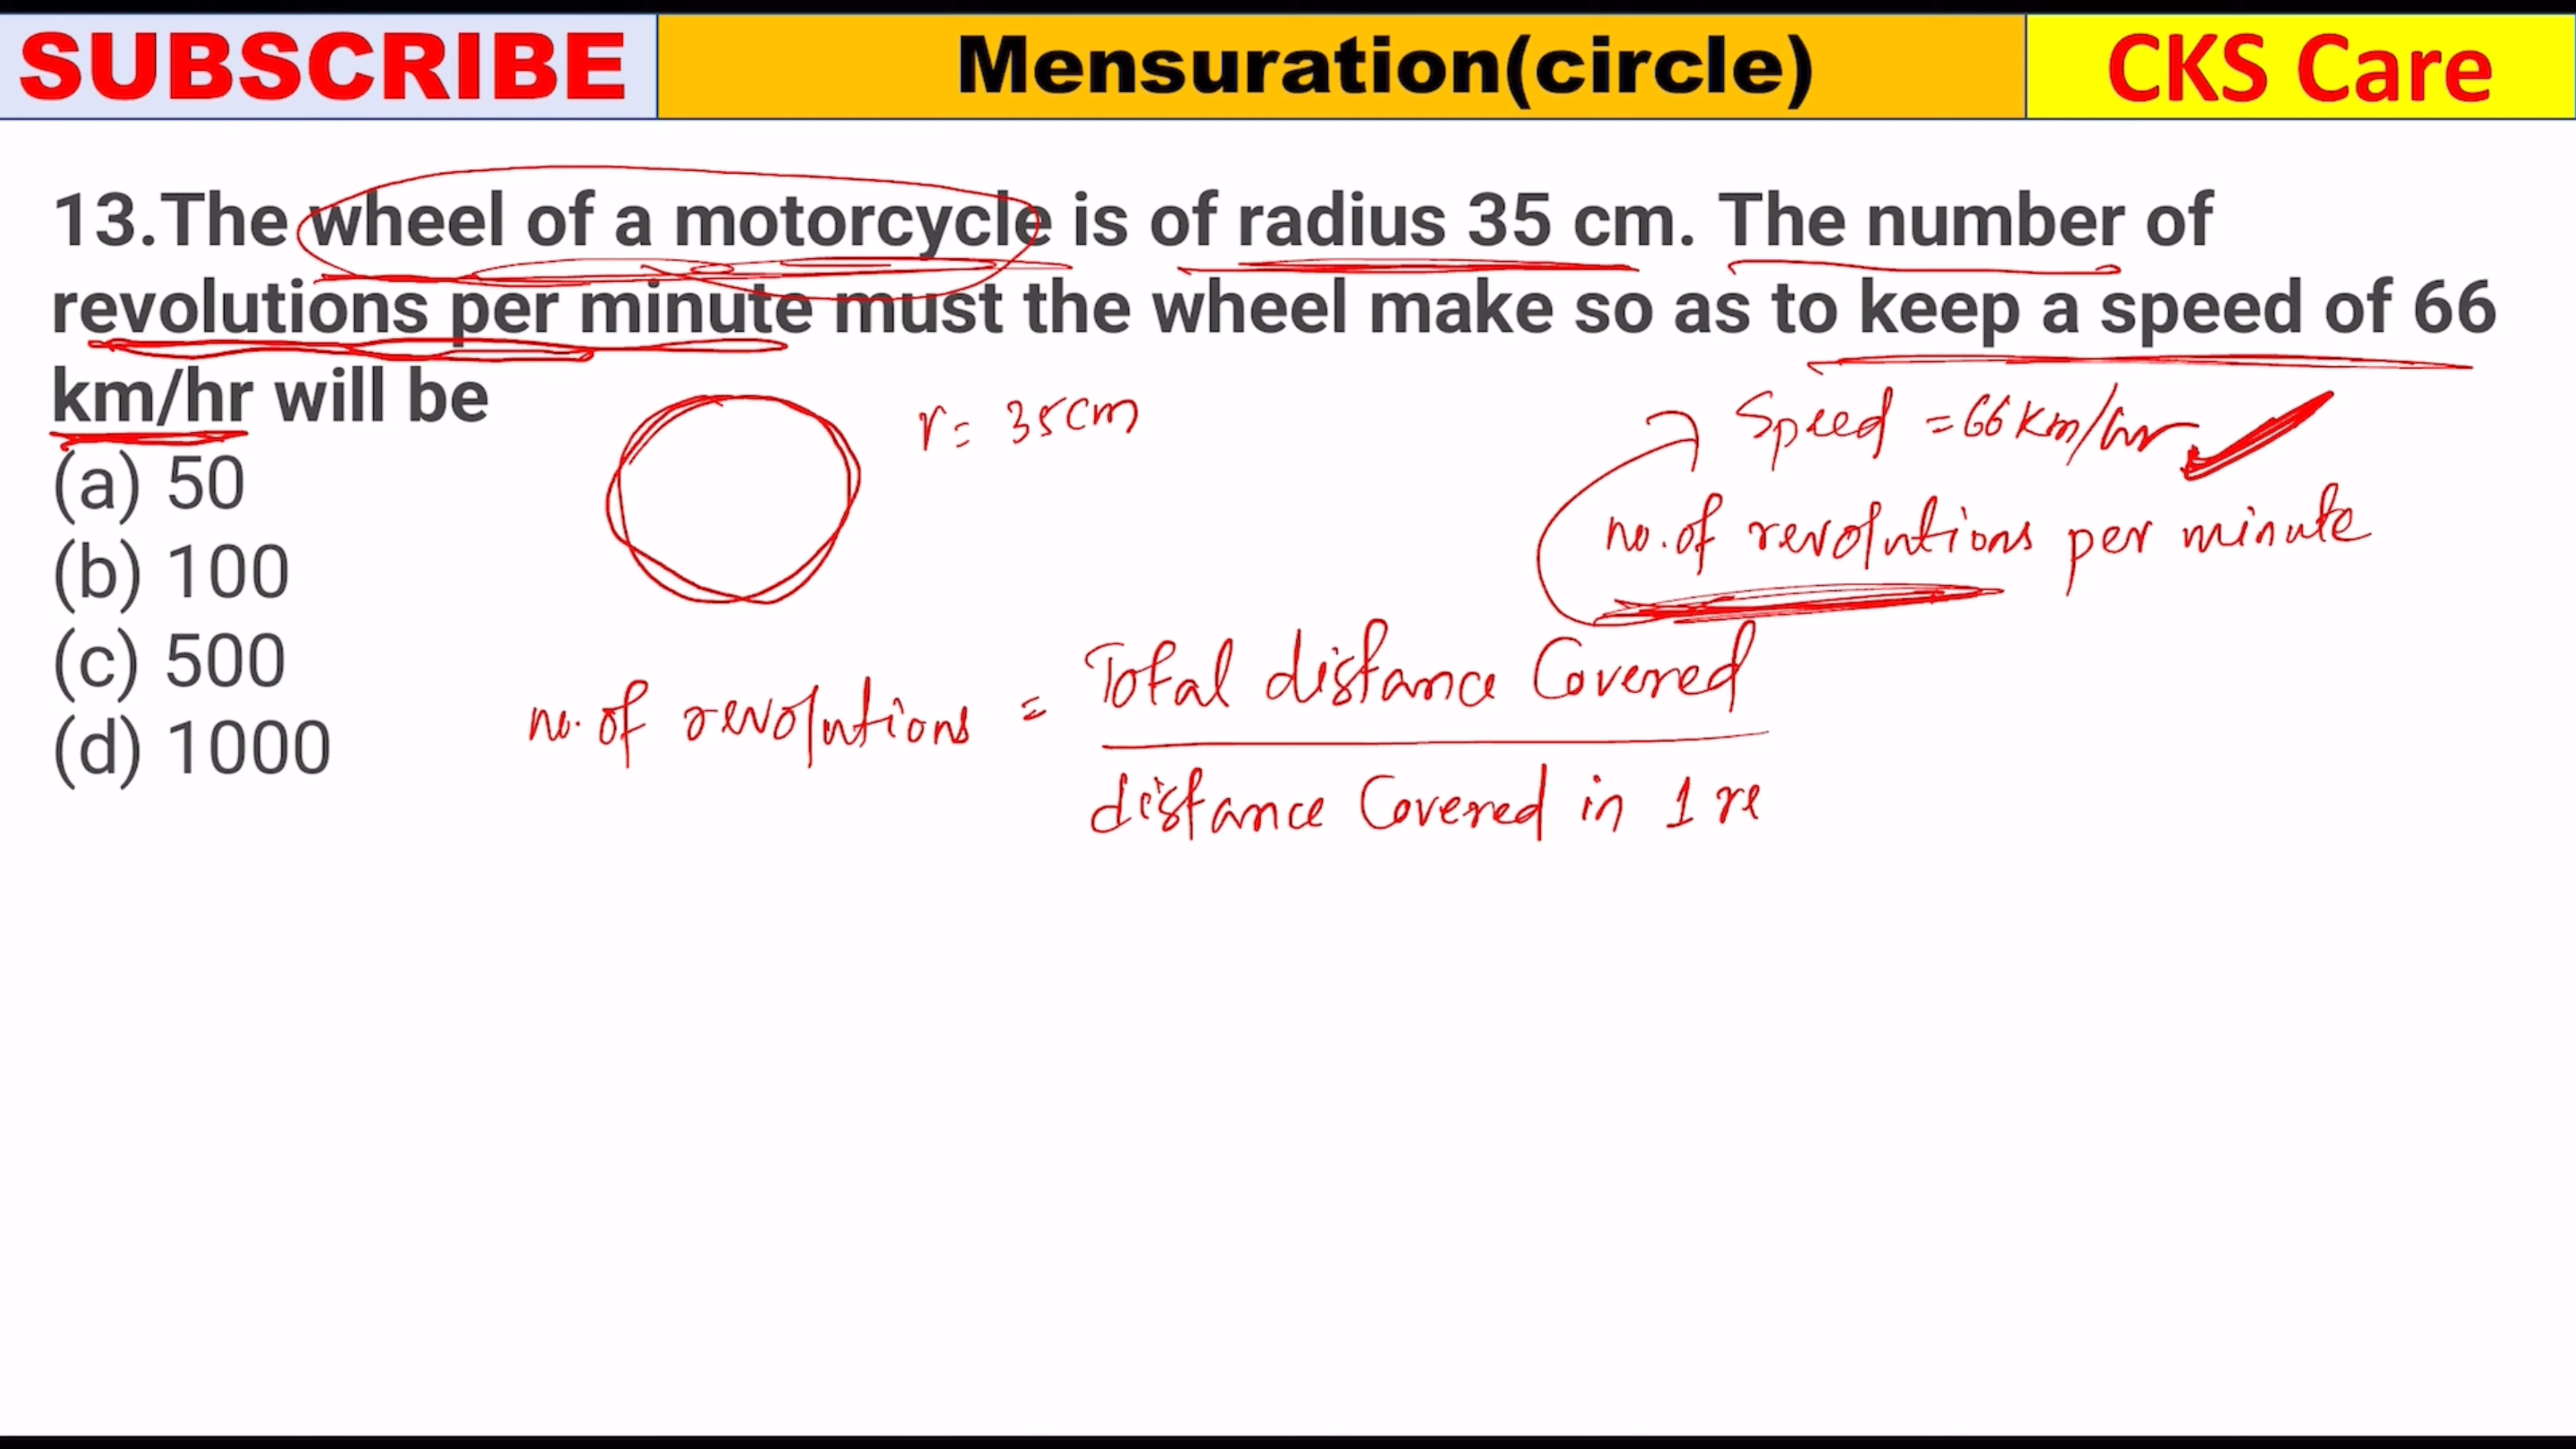 SUBSCRIBE
Mensuration(circle)
CKS Care
13.The wheel of a motorcycle is of radius 35 cm. The number of
revolutions per minute must the wheel make so as to keep a speed of 66
km/hr will be
r= 35cm
Speed = 66 Km/hr
(a) 50
no. of revolutions per minute
(b) 100
(c) 500
no. of revolutions = Total distance Covered
(d) 1000
distance Covered in 1 re